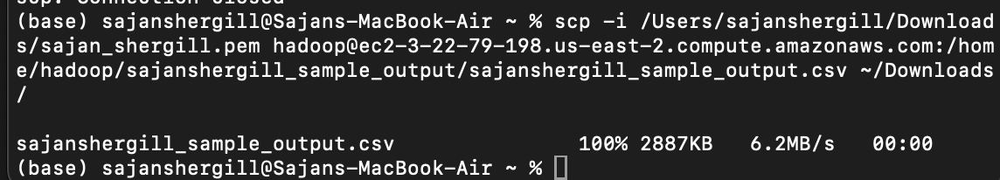 scp: Connection closed
(base) sajanshergill@Sajans-MacBook-Air ~ % scp -i /Users/sajanshergill/Download
s/sajan_shergill.pem hadoop@ec2-3-22-79-198.us-east-2.compute.amazonaws.com:/hom
e/hadoop/sajanshergill_sample_output/sajanshergill_sample_output.csv ~/Downloads
/
sajanshergill_sample_output.csv 100% 2887KB 6.2MB/s 00:00
(base) sajanshergill@Sajans-MacBook-Air ~ %